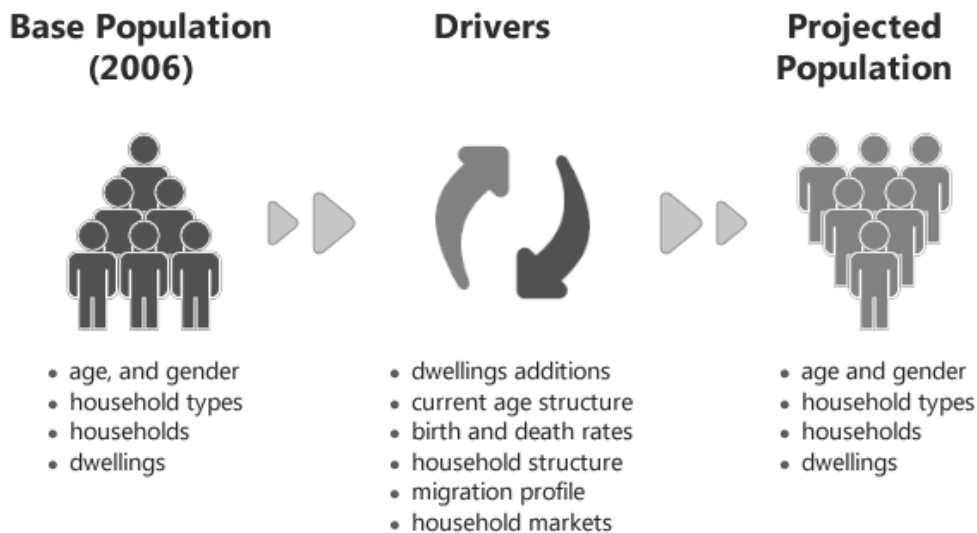 Base Population
(2006)
• age, and gender
• household types
• households
• dwellings
Drivers
• dwellings additions
• current age structure
• birth and death rates
• household structure
• migration profile
• household markets
Projected
Population
• age and gender
• household types
• households
• dwellings